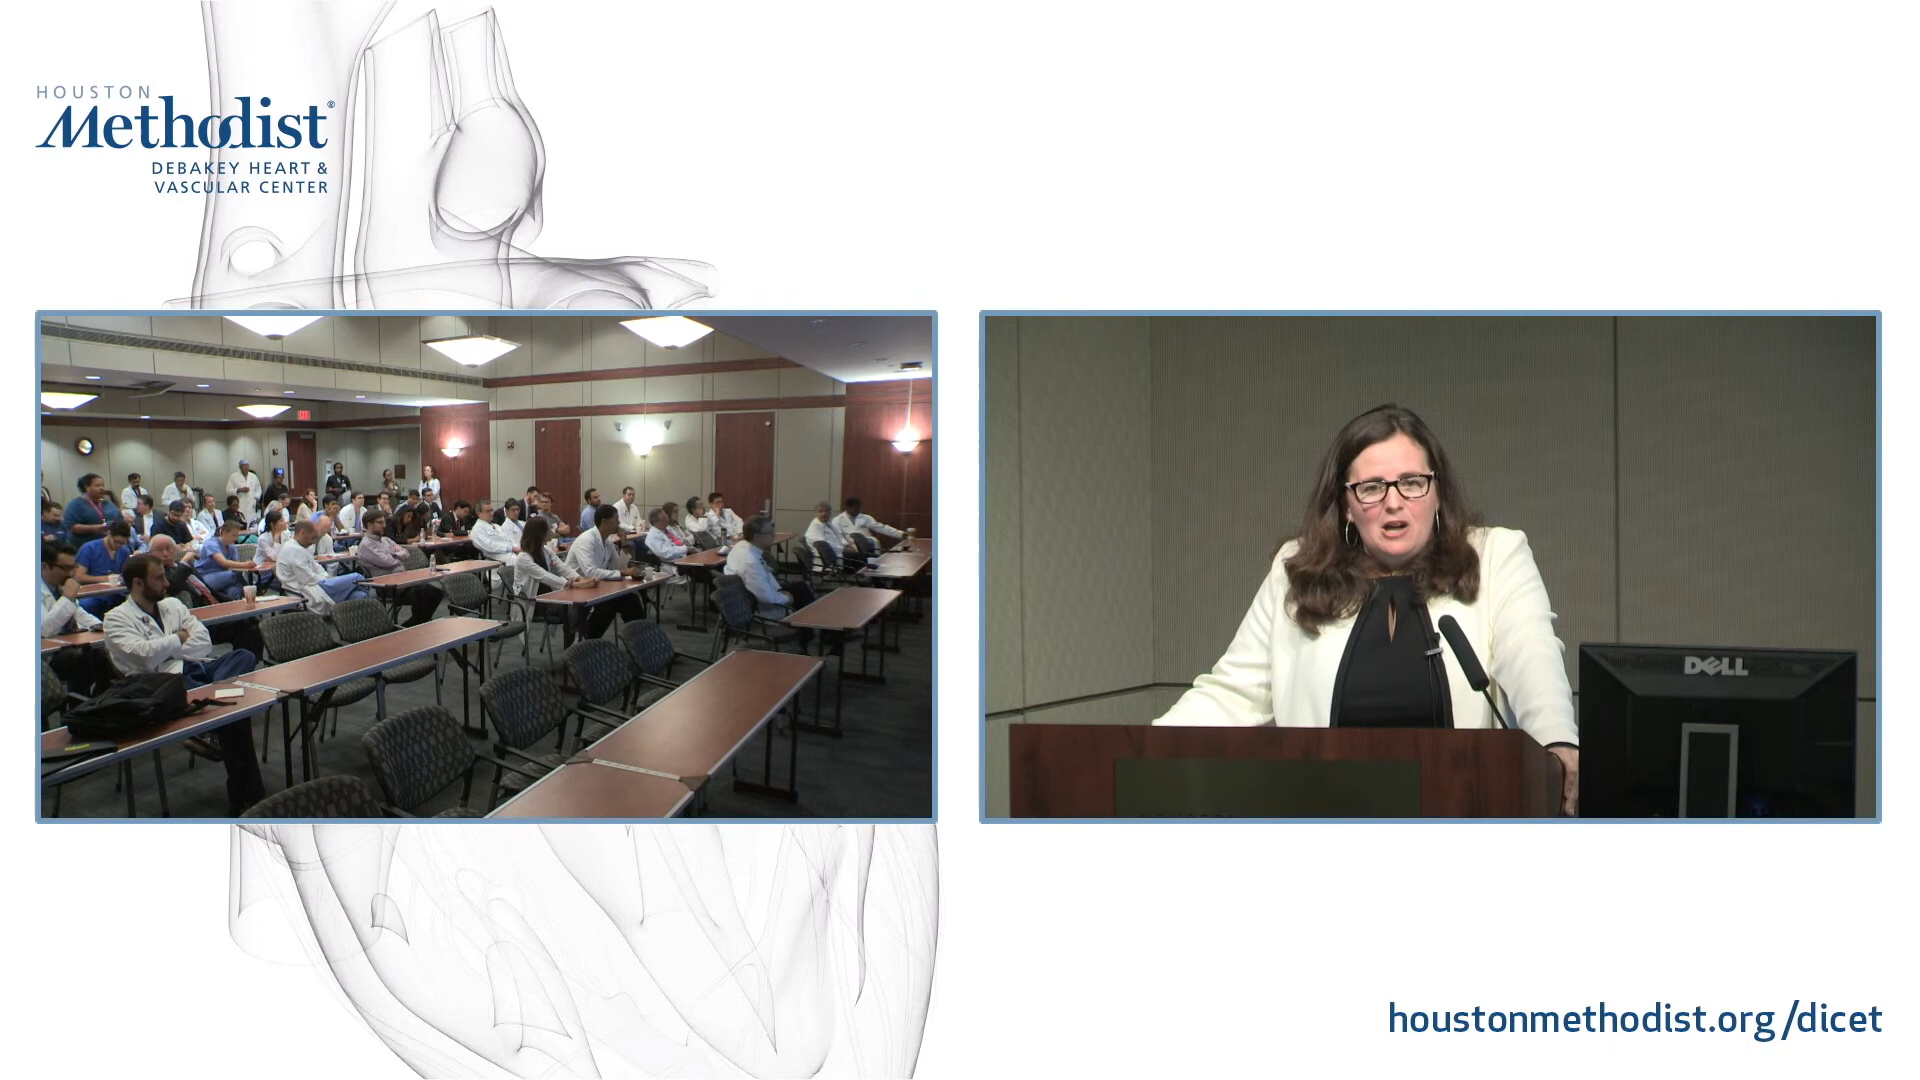 HOUSTON
Methodist®
DEBAKEY HEART &
VASCULAR CENTER
DELL
houstonmethodist.org/dicet